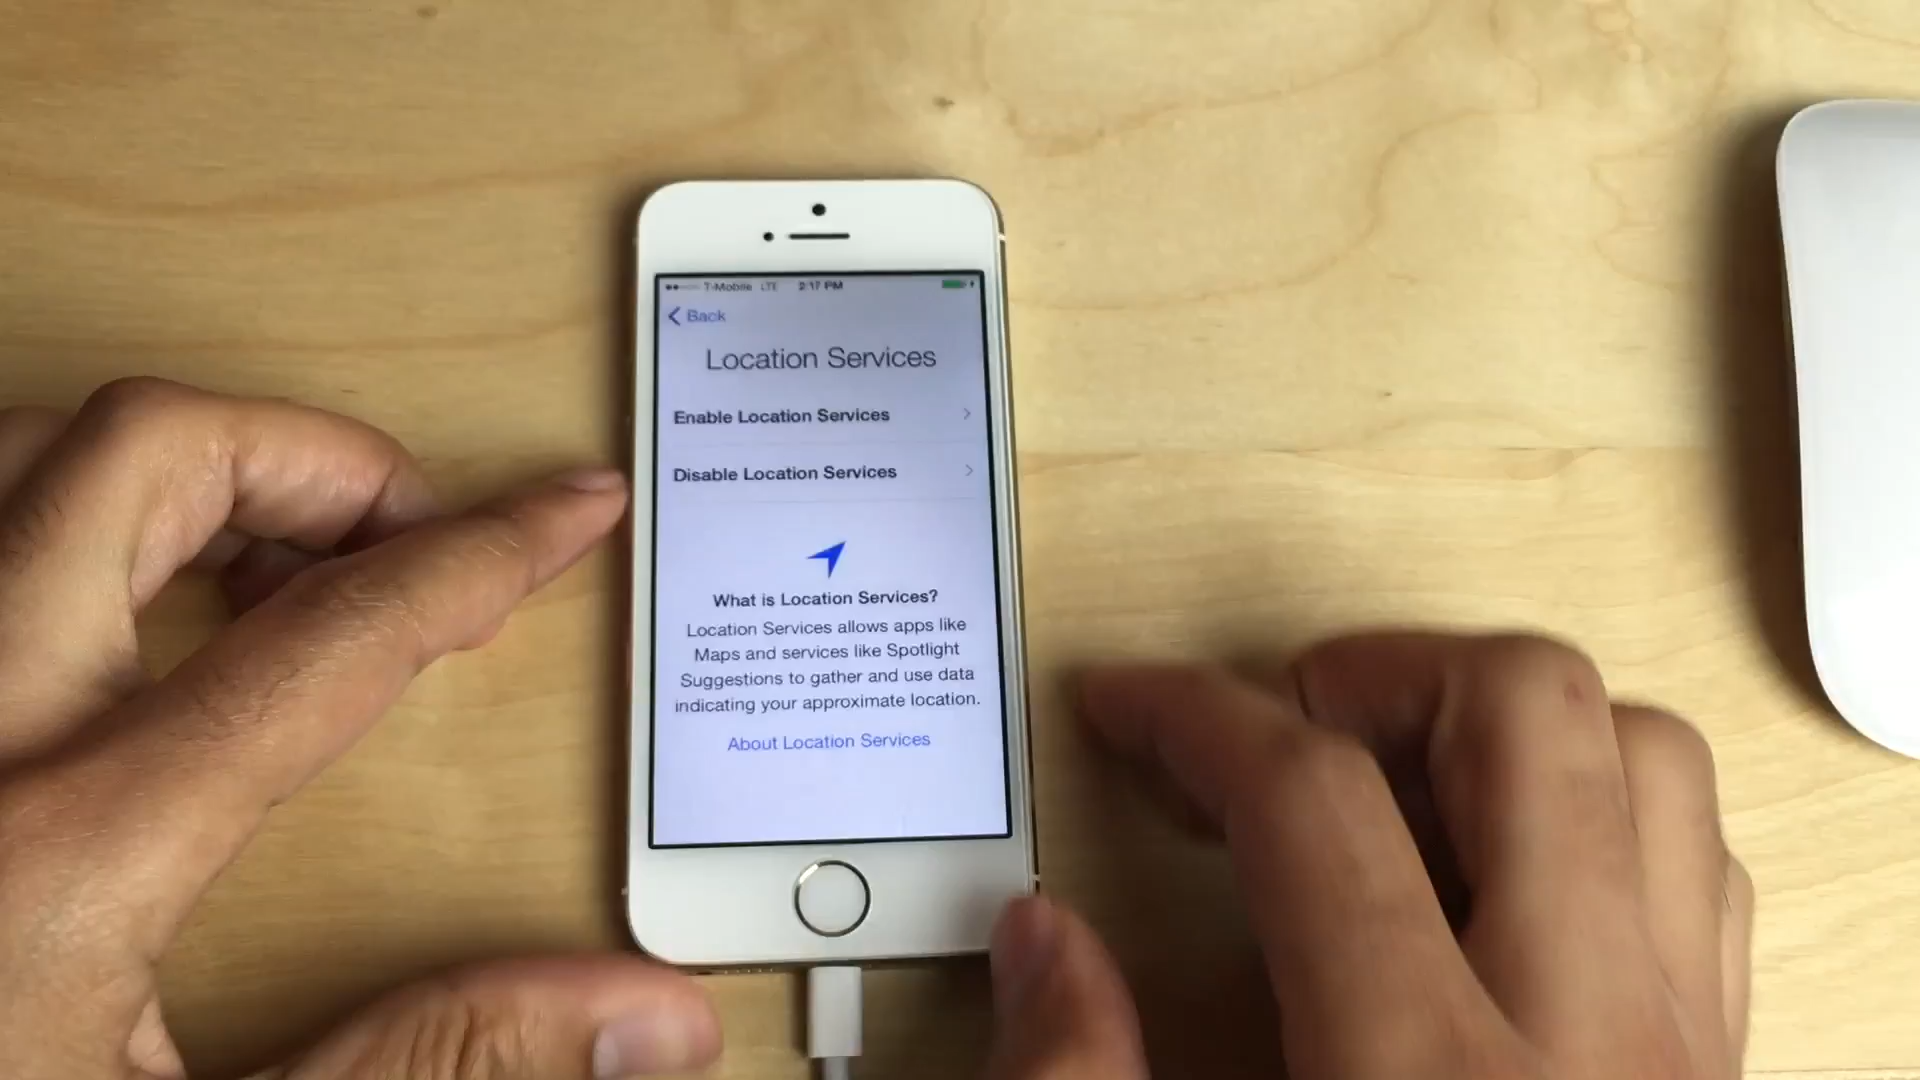 T-Mobile LTE 2:17 PM
Back
Location Services
Enable Location Services
Disable Location Services
What is Location Services?
Location Services allows apps like
Maps and services like Spotlight
Suggestions to gather and use data
indicating your approximate location.
About Location Services